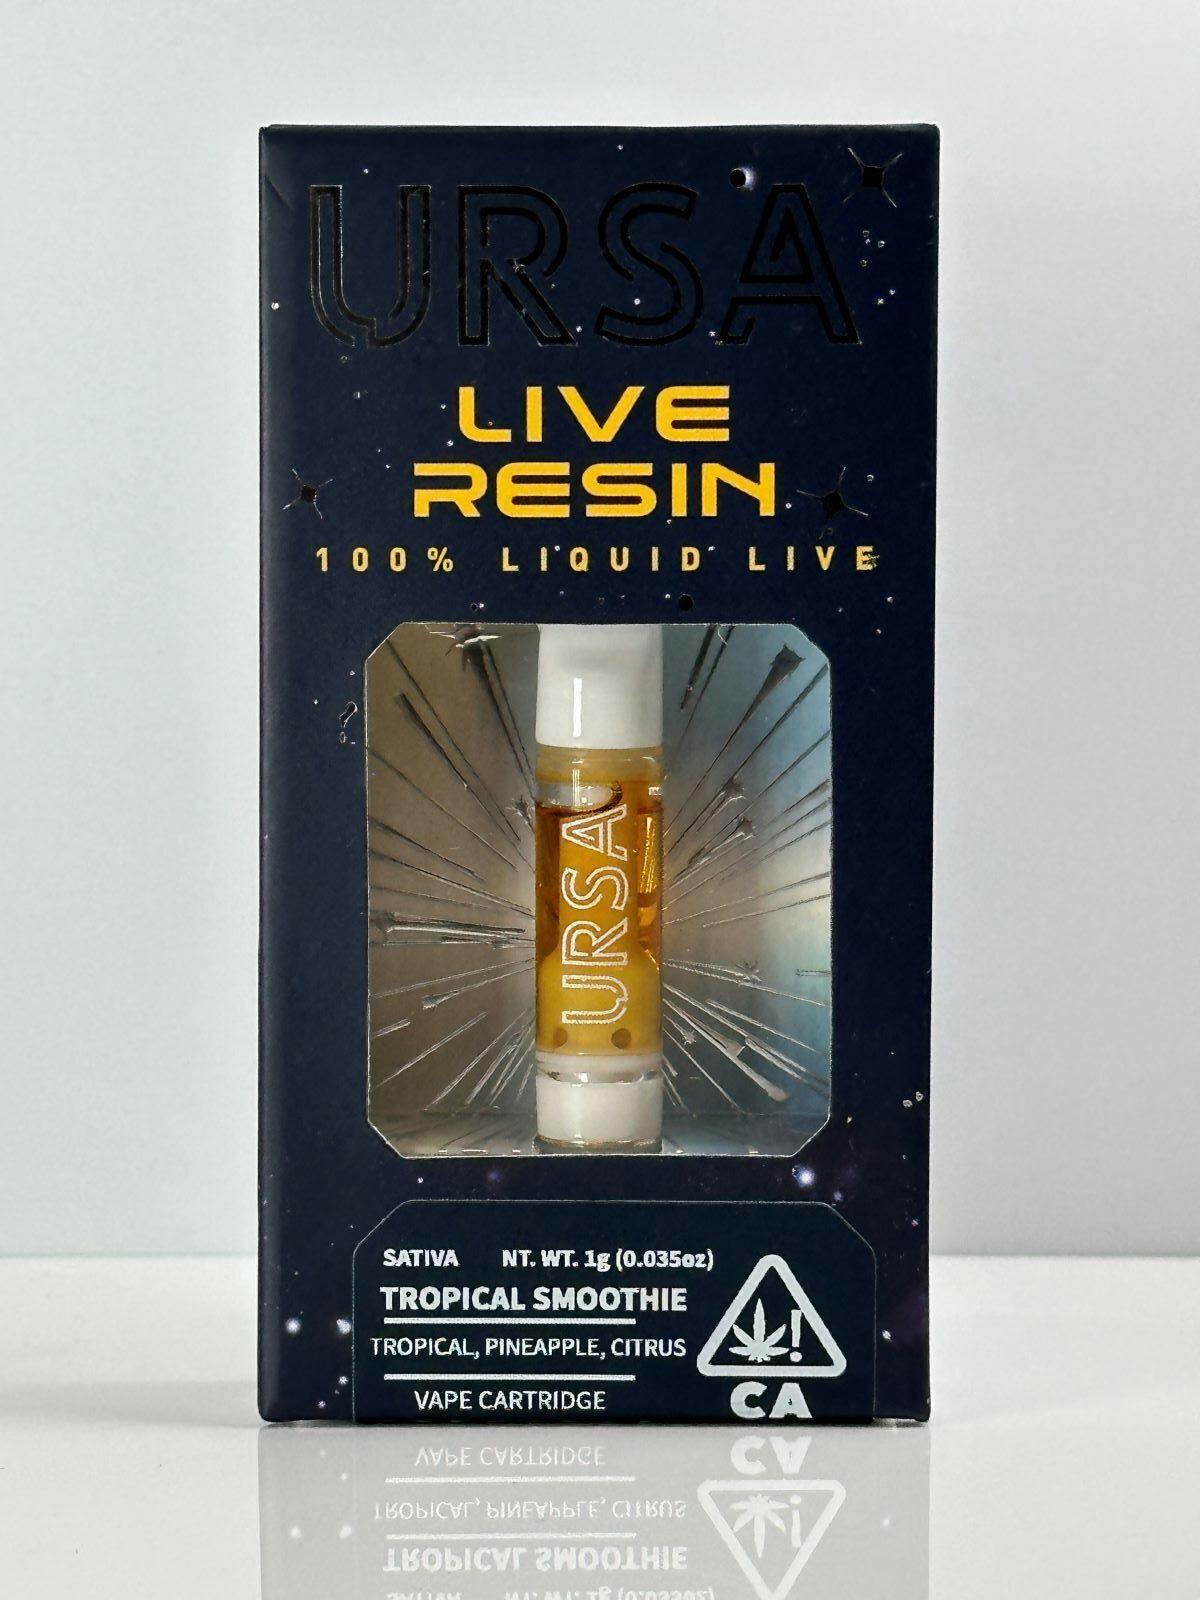 URSA
LIVE
RESIN
100% LIQUID LIVE
URSA
SATIVA NT. WT. 1g (0.035oz)
TROPICAL SMOOTHIE
TROPICAL, PINEAPPLE, CITRUS
VAPE CARTRIDGE
!
CA